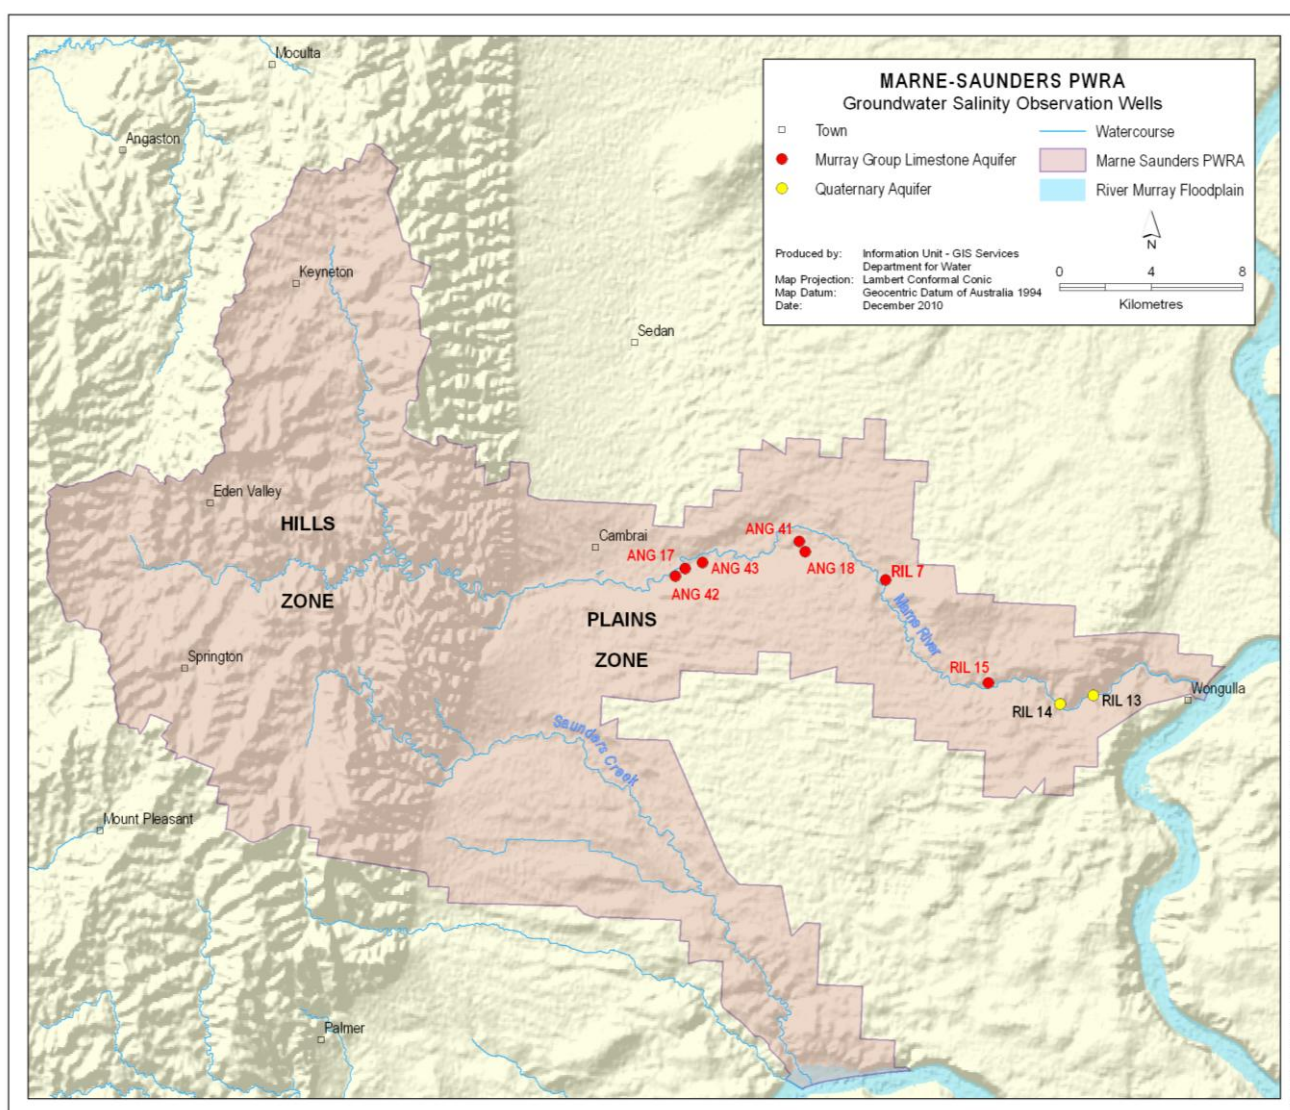 MARNE-SAUNDERS PWRA
Groundwater Salinity Observation Wells
Town
Murray Group Limestone Aquifer
Quaternary Aquifer
Watercourse
Marne Saunders PWRA
River Murray Floodplain
N
0 4 8
Kilometres
Produced by: Information Unit - GIS Services
Department for Water
Map Projection: Lambert Conformal Conic
Map Datum: Geocentric Datum of Australia 1994
Date: December 2010
Moculta
Angaston
Keyneton
Sedan
Eden Valley
HILLS
ZONE
Cambrai
ANG 17
ANG 42
ANG 43
ANG 41
ANG 18
RIL 7
PLAINS
ZONE
Marne River
Springton
RIL 15
RIL 14
RIL 13
Wongulla
Saunders Creek
Mount Pleasant
Palmer